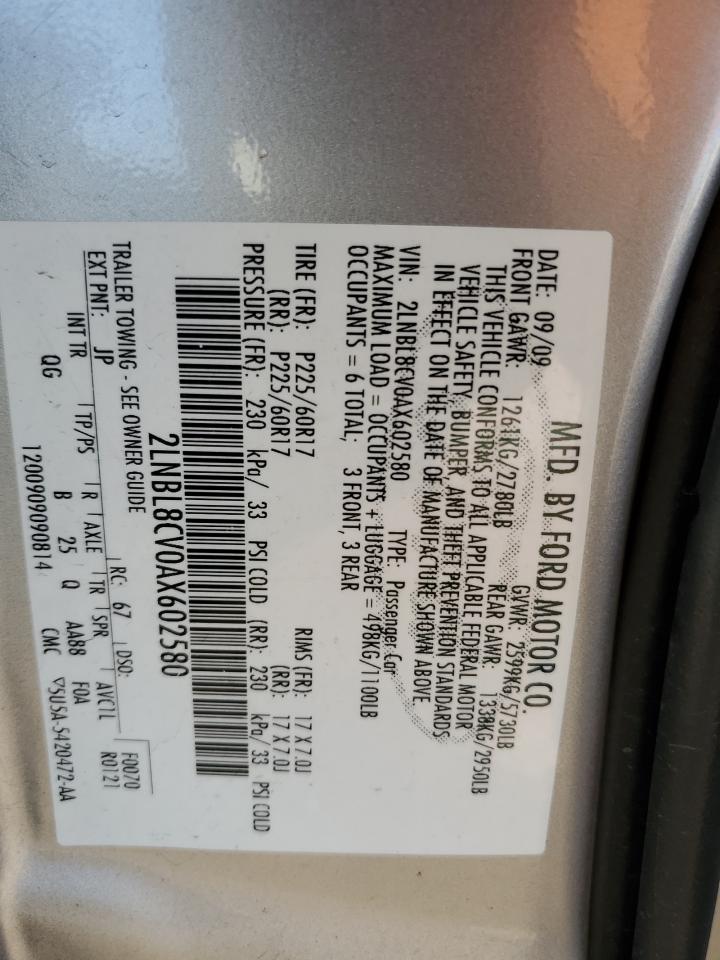 MFD. BY FORD MOTOR CO.
DATE: 09/09 GVWR: 2599KG/5730LB
FRONT GAWR: 1261KG/2780LB REAR GAWR: 1338KG/2950LB
THIS VEHICLE CONFORMS TO ALL APPLICABLE FEDERAL MOTOR
VEHICLE SAFETY, BUMPER, AND THEFT PREVENTION STANDARDS
IN EFFECT ON THE DATE OF MANUFACTURE SHOWN ABOVE.
VIN: 2LNBL8CV0AX602580 TYPE: Passenger Car
MAXIMUM LOAD = OCCUPANTS + LUGGAGE = 498KG/1100LB
OCCUPANTS = 6 TOTAL; 3 FRONT, 3 REAR
TIRE (FR): P225/60R17 RIMS (FR): 17 X 7.0J
(RR): P225/60R17 (RR): 17 X 7.0J
PRESSURE (FR): 230 kPa/ 33 PSI COLD (RR): 230 kPa/ 33 PSI COLD
2LNBL8CV0AX602580
TRAILER TOWING - SEE OWNER GUIDE
EXT PNT: JP RC: 67 DSO: F0070
R0121
INT TR TP/PS R AXLE TR SPR AVC1L
QG B 25 Q AA88 F0A
1200909090814 CMC ▽5U5A-5420472-AA